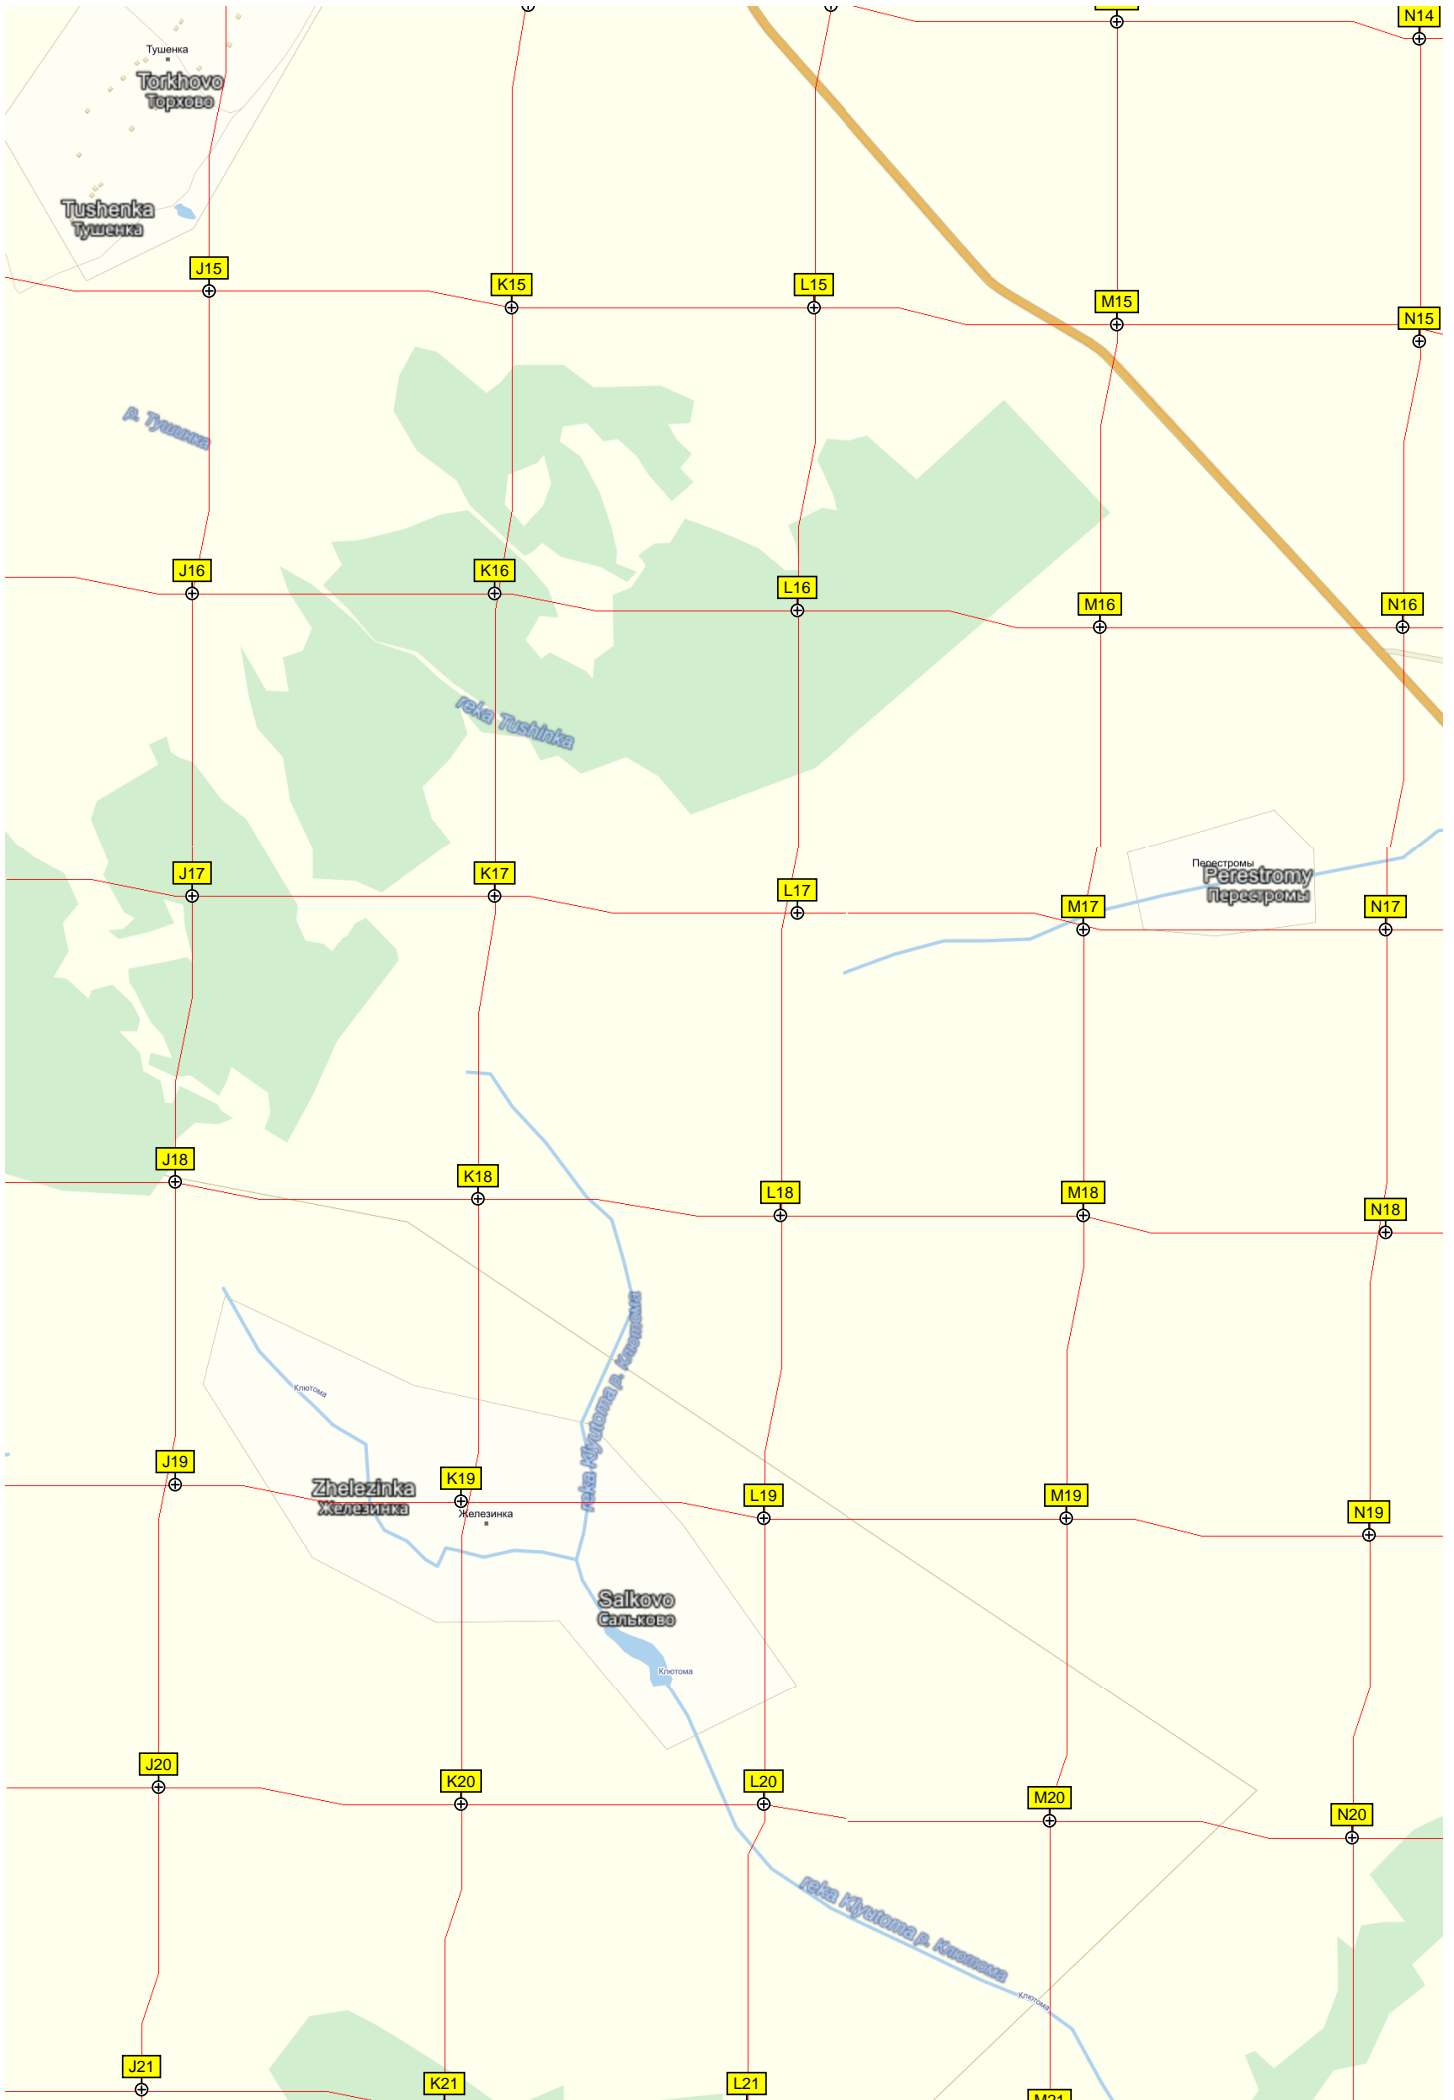 N14
Тушенка
Torkhovo
Торхово
Tushenka
Тушенка
J15
K15
L15
M15
N15
р. Тушинка
J16
K16
L16
M16
N16
reka Tushinka
Перестромы
Perestromy
Перестромы
J17
K17
L17
M17
N17
J18
K18
L18
M18
N18
Клютома
reka Klyutoma р. Клютома
J19
Zhelezinka
Железинка
K19
Железинка
L19
M19
N19
Salkovo
Сальково
Клютома
J20
K20
L20
M20
N20
reka Klyutoma р. Клютома
Клютома
J21
K21
L21
M21